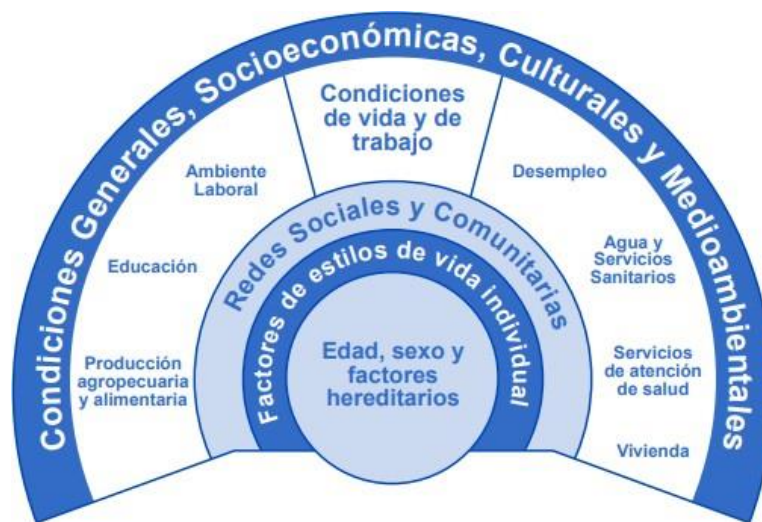 Condiciones Generales, Socioeconómicas, Culturales y Medioambientales
Condiciones
de vida y de
trabajo
Ambiente
Laboral
Desempleo
Educación
Agua y
Servicios
Sanitarios
Producción
agropecuaria
y alimentaria
Servicios
de atención
de salud
Vivienda
Redes Sociales y Comunitarias
Factores de estilos de vida individual
Edad, sexo y
factores
hereditarios